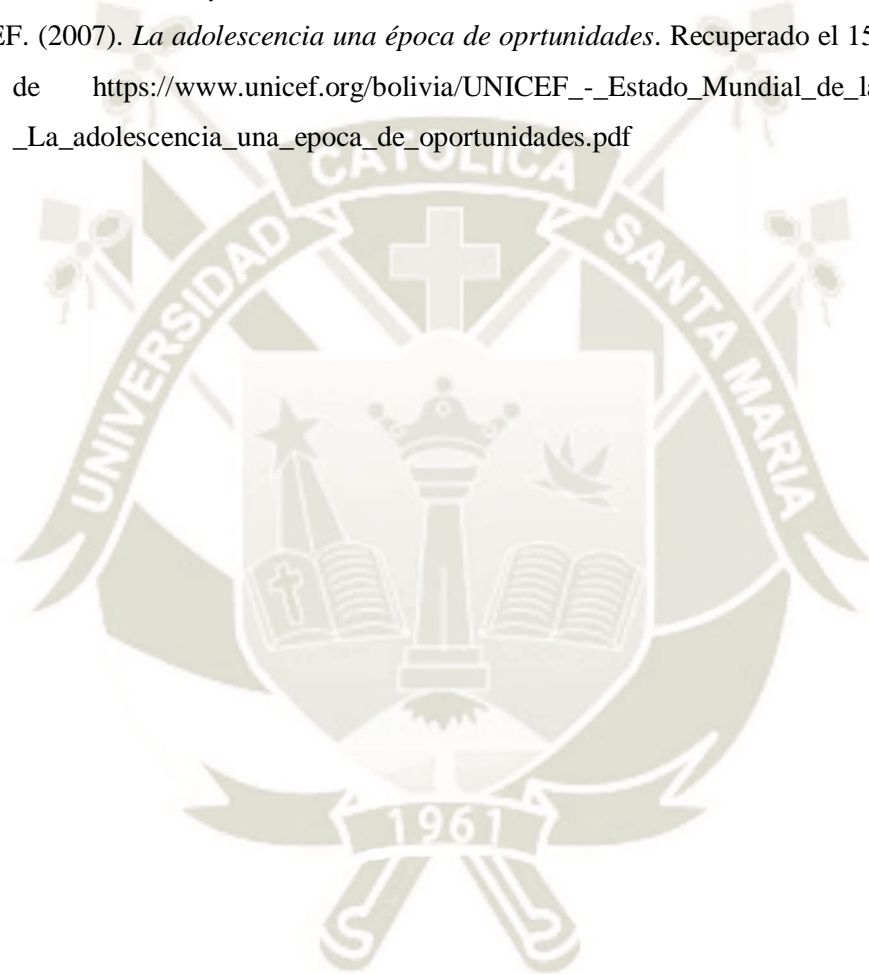 EF. (2007). La adolescencia una época de oprtunidades. Recuperado el 15
de https://www.unicef.org/bolivia/UNICEF_-_Estado_Mundial_de_la
_La_adolescencia_una_epoca_de_oportunidades.pdf
CATOLICA
UNIVERSIDAD
SANTA MARIA
1961